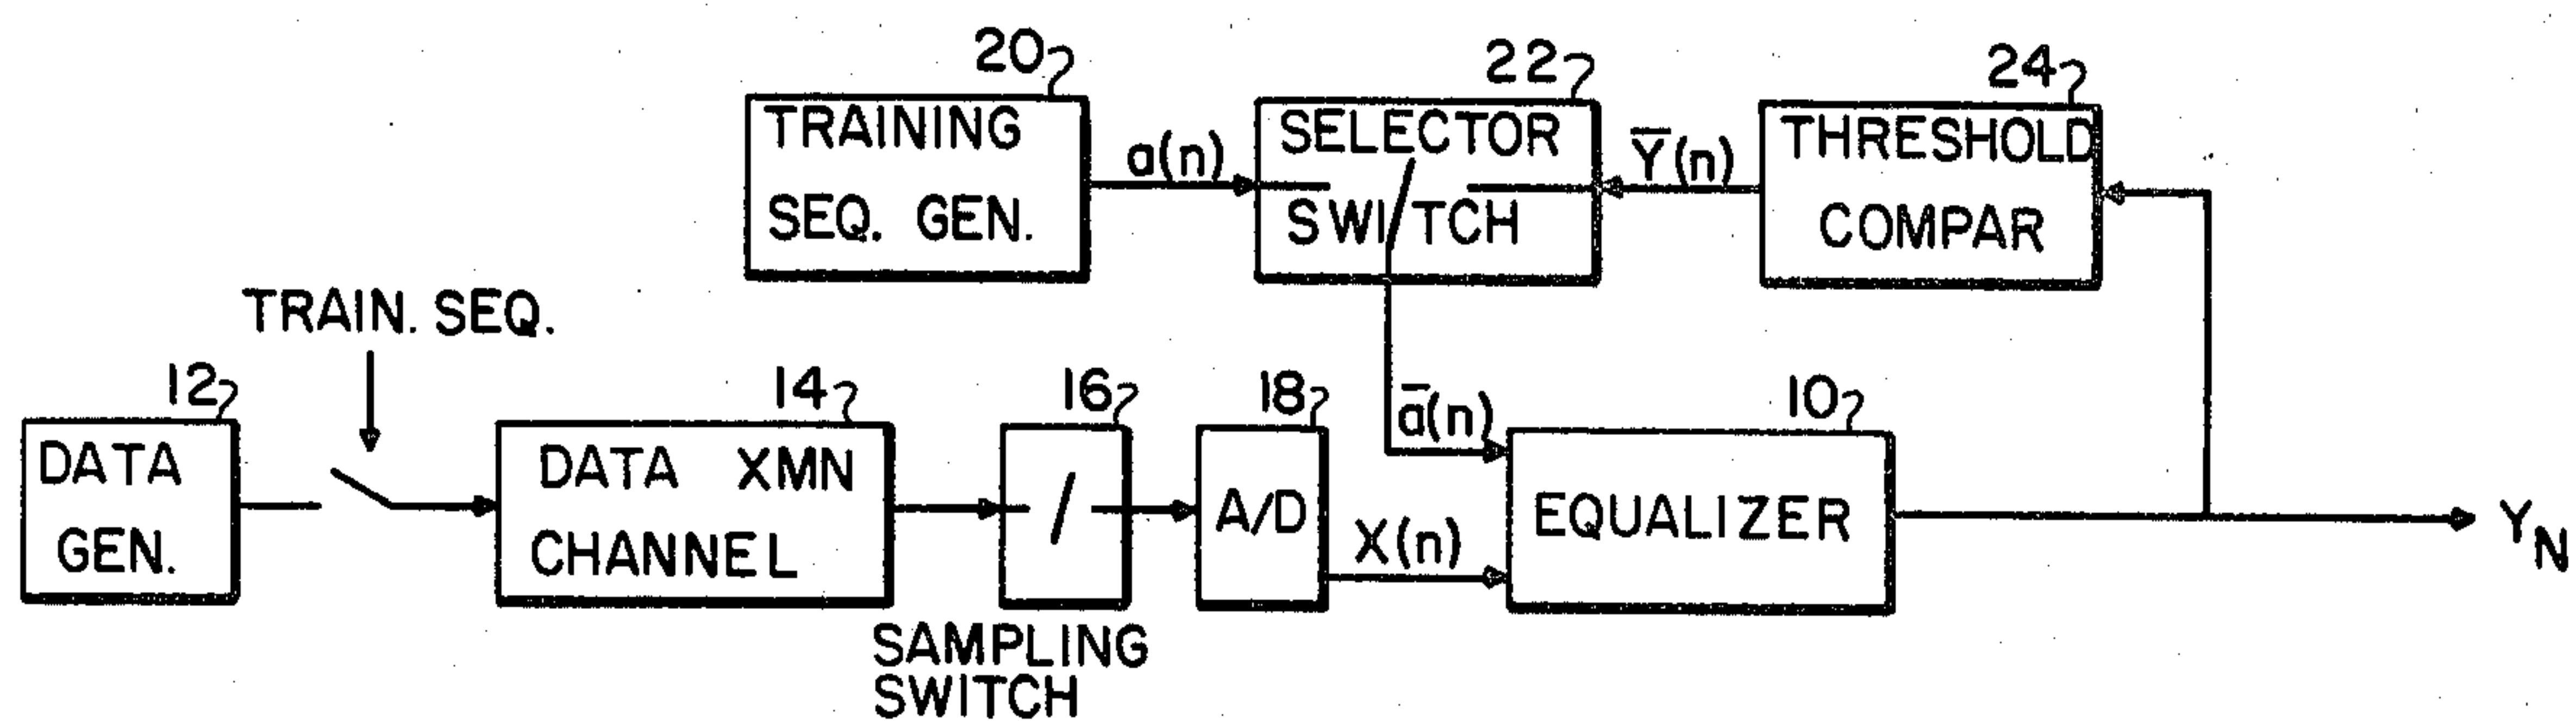 20
TRAINING
SEQ. GEN.
a(n)
22
SELECTOR
SWITCH
Y̅(n)
24
THRESHOLD
COMPAR
TRAIN. SEQ.
12
DATA
GEN.
14
DATA XMN
CHANNEL
16
SAMPLING
SWITCH
18
A/D
a̅(n)
X(n)
10
EQUALIZER
Y_N